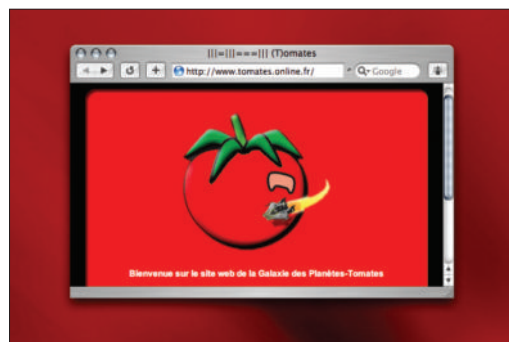 |||=|||===||| (T)omates
http://www.tomates.online.fr/
Google
Bienvenue sur le site web de la Galaxie des Planètes-Tomates